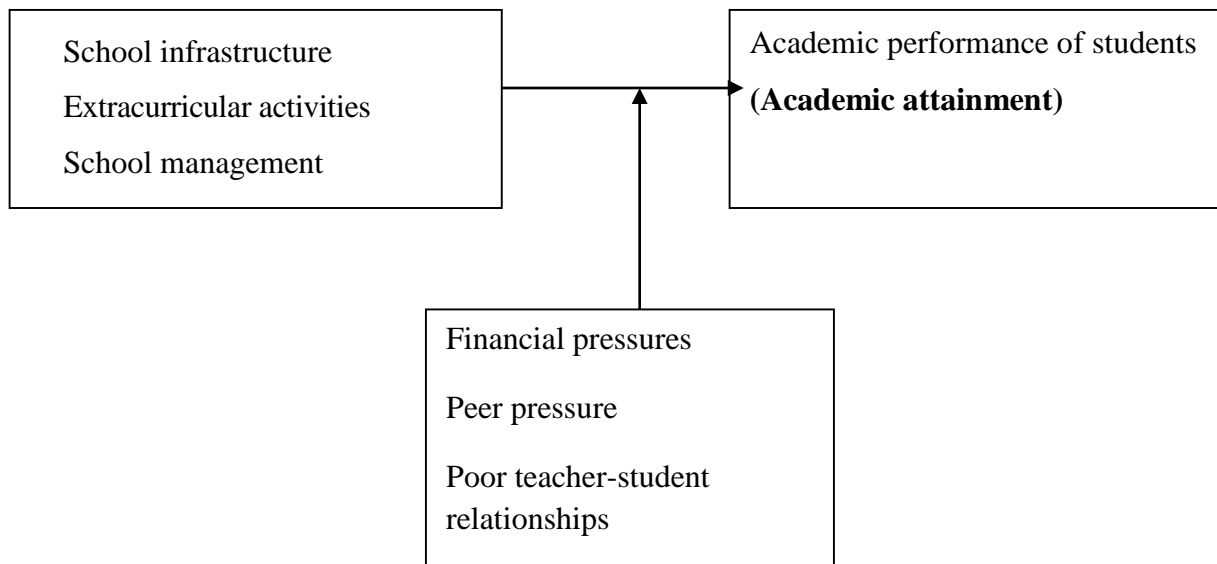 School infrastructure
Extracurricular activities
School management
Academic performance of students
(Academic attainment)
Financial pressures
Peer pressure
Poor teacher-student
relationships